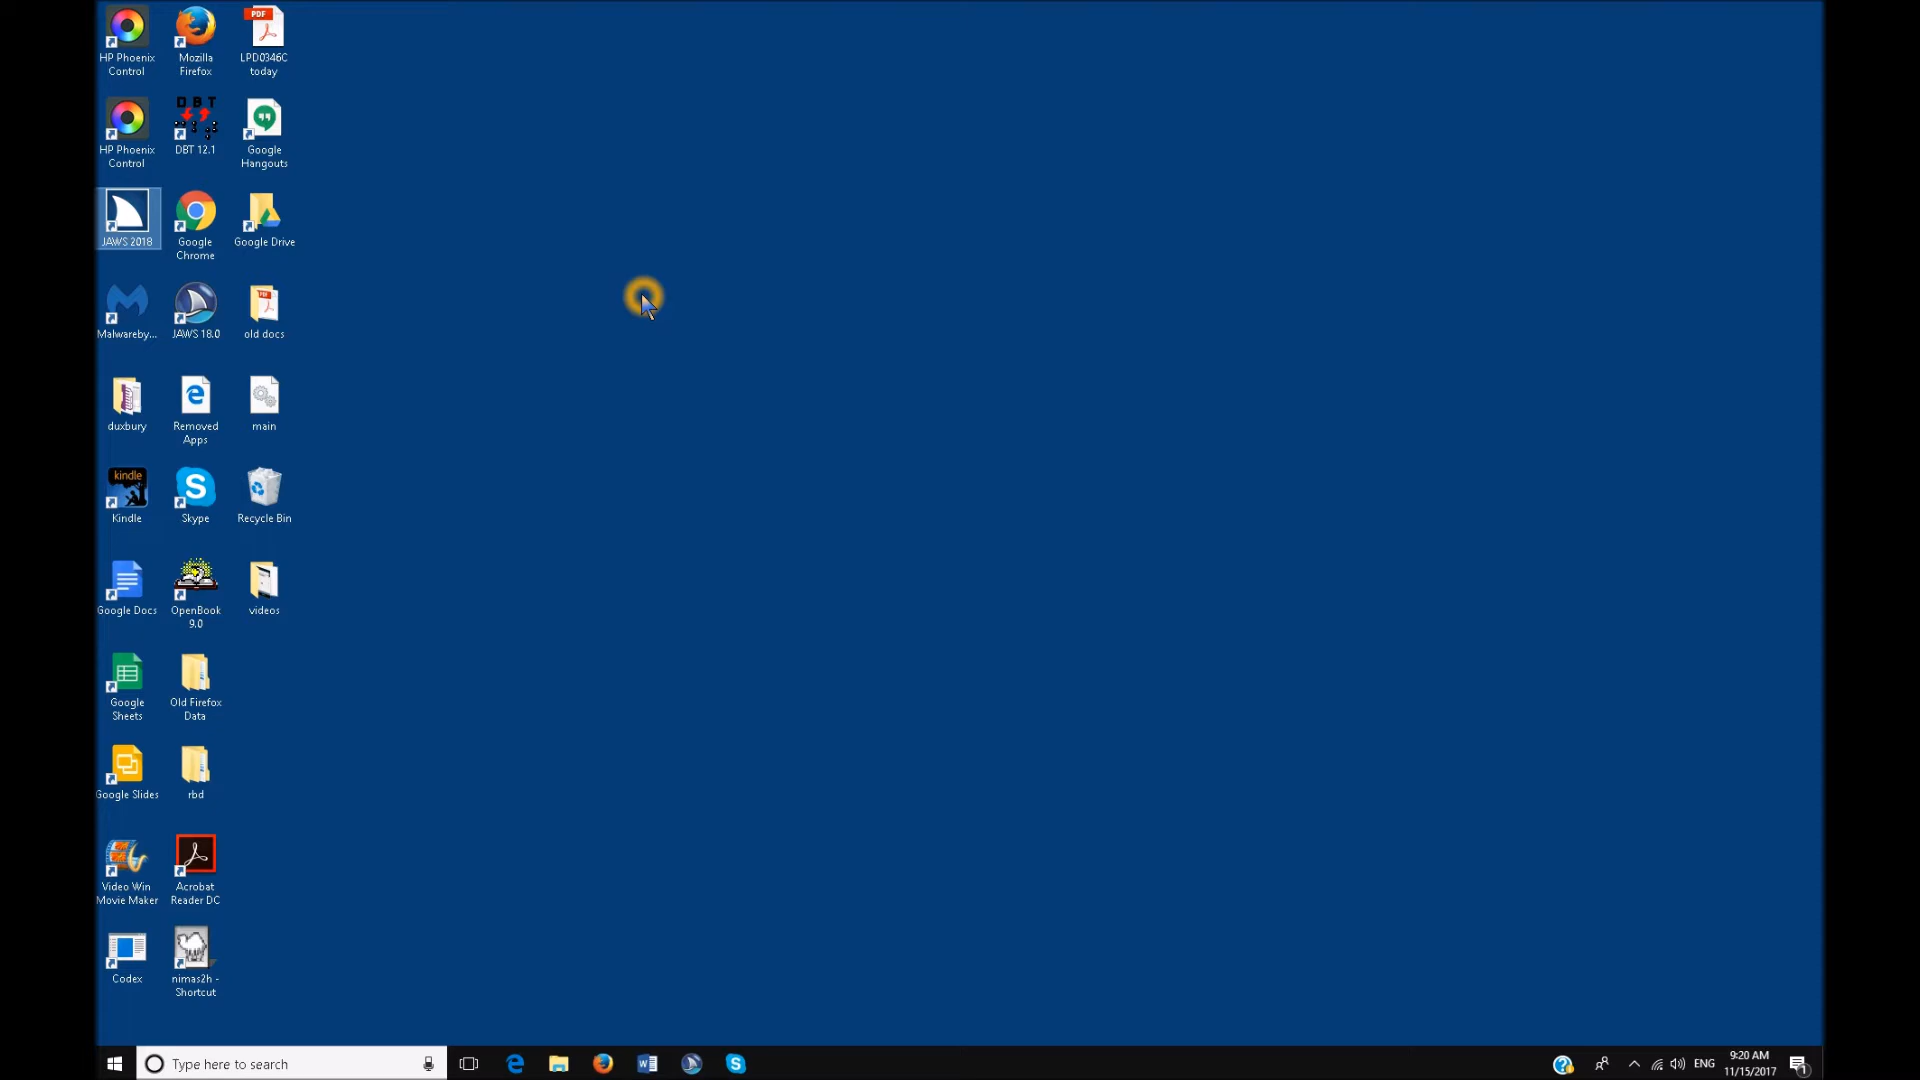 HP Phoenix
Control
Mozilla
Firefox
PDF
LPD0346C
today
HP Phoenix
Control
DBT
DBT 12.1
Google
Hangouts
JAWS 2018
Google
Chrome
Google Drive
Malwareby...
JAWS 18.0
PDF
old docs
duxbury
Removed
Apps
main
kindle
Kindle
Skype
Recycle Bin
Google Docs
OpenBook
9.0
videos
Google
Sheets
Old Firefox
Data
Google Slides
rbd
Video Win
Movie Maker
Acrobat
Reader DC
Codex
nimas2h -
Shortcut
Type here to search
ENG
9:20 AM
11/15/2017
1